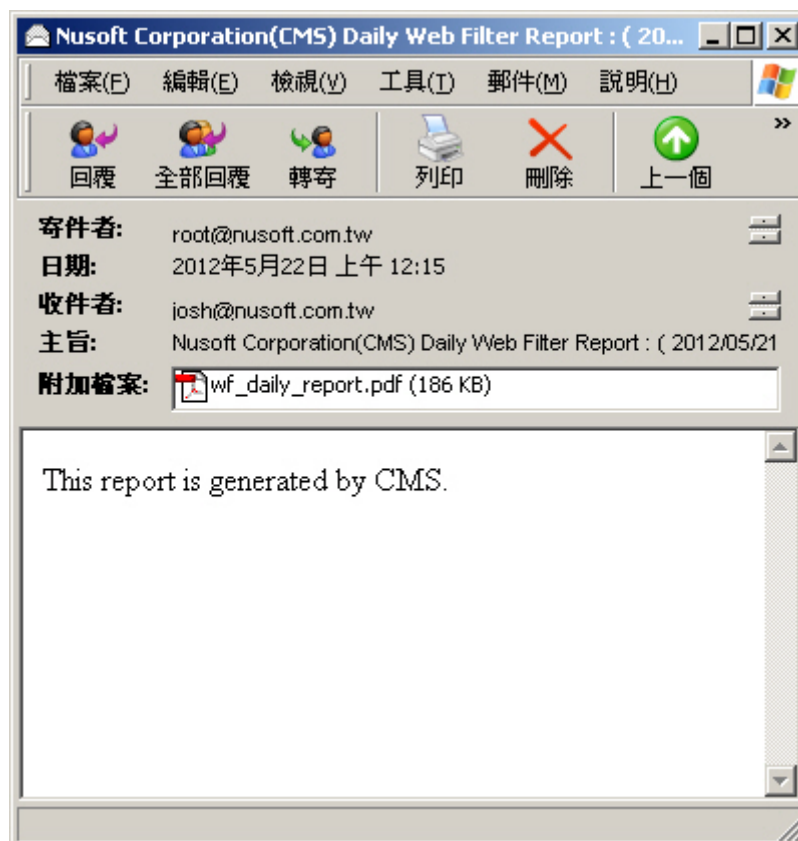 Nusoft Corporation(CMS) Daily Web Filter Report : ( 20...
檔案(F) 編輯(E) 檢視(V) 工具(T) 郵件(M) 說明(H)
回覆 全部回覆 轉寄 列印 刪除 上一個 »
寄件者: root@nusoft.com.tw
日期: 2012年5月22日 上午 12:15
收件者: josh@nusoft.com.tw
主旨: Nusoft Corporation(CMS) Daily Web Filter Report : ( 2012/05/21
附加檔案: wf_daily_report.pdf (186 KB)
This report is generated by CMS.